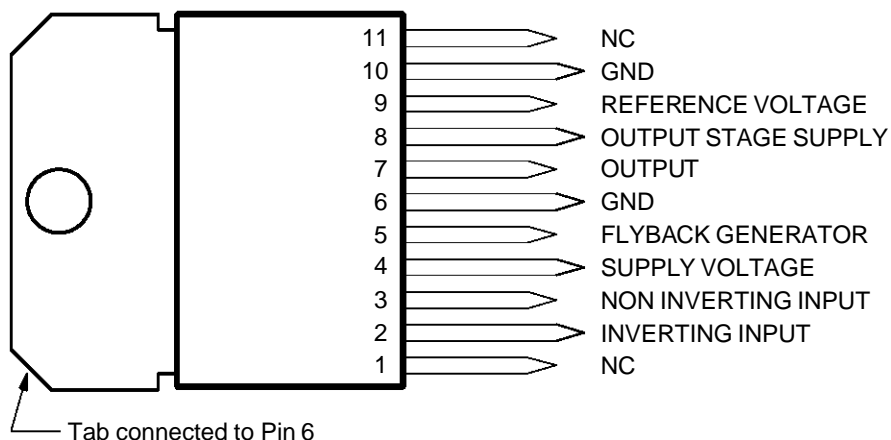 11 NC
10 GND
9 REFERENCE VOLTAGE
8 OUTPUT STAGE SUPPLY
7 OUTPUT
6 GND
5 FLYBACK GENERATOR
4 SUPPLY VOLTAGE
3 NON INVERTING INPUT
2 INVERTING INPUT
1 NC
Tab connected to Pin 6